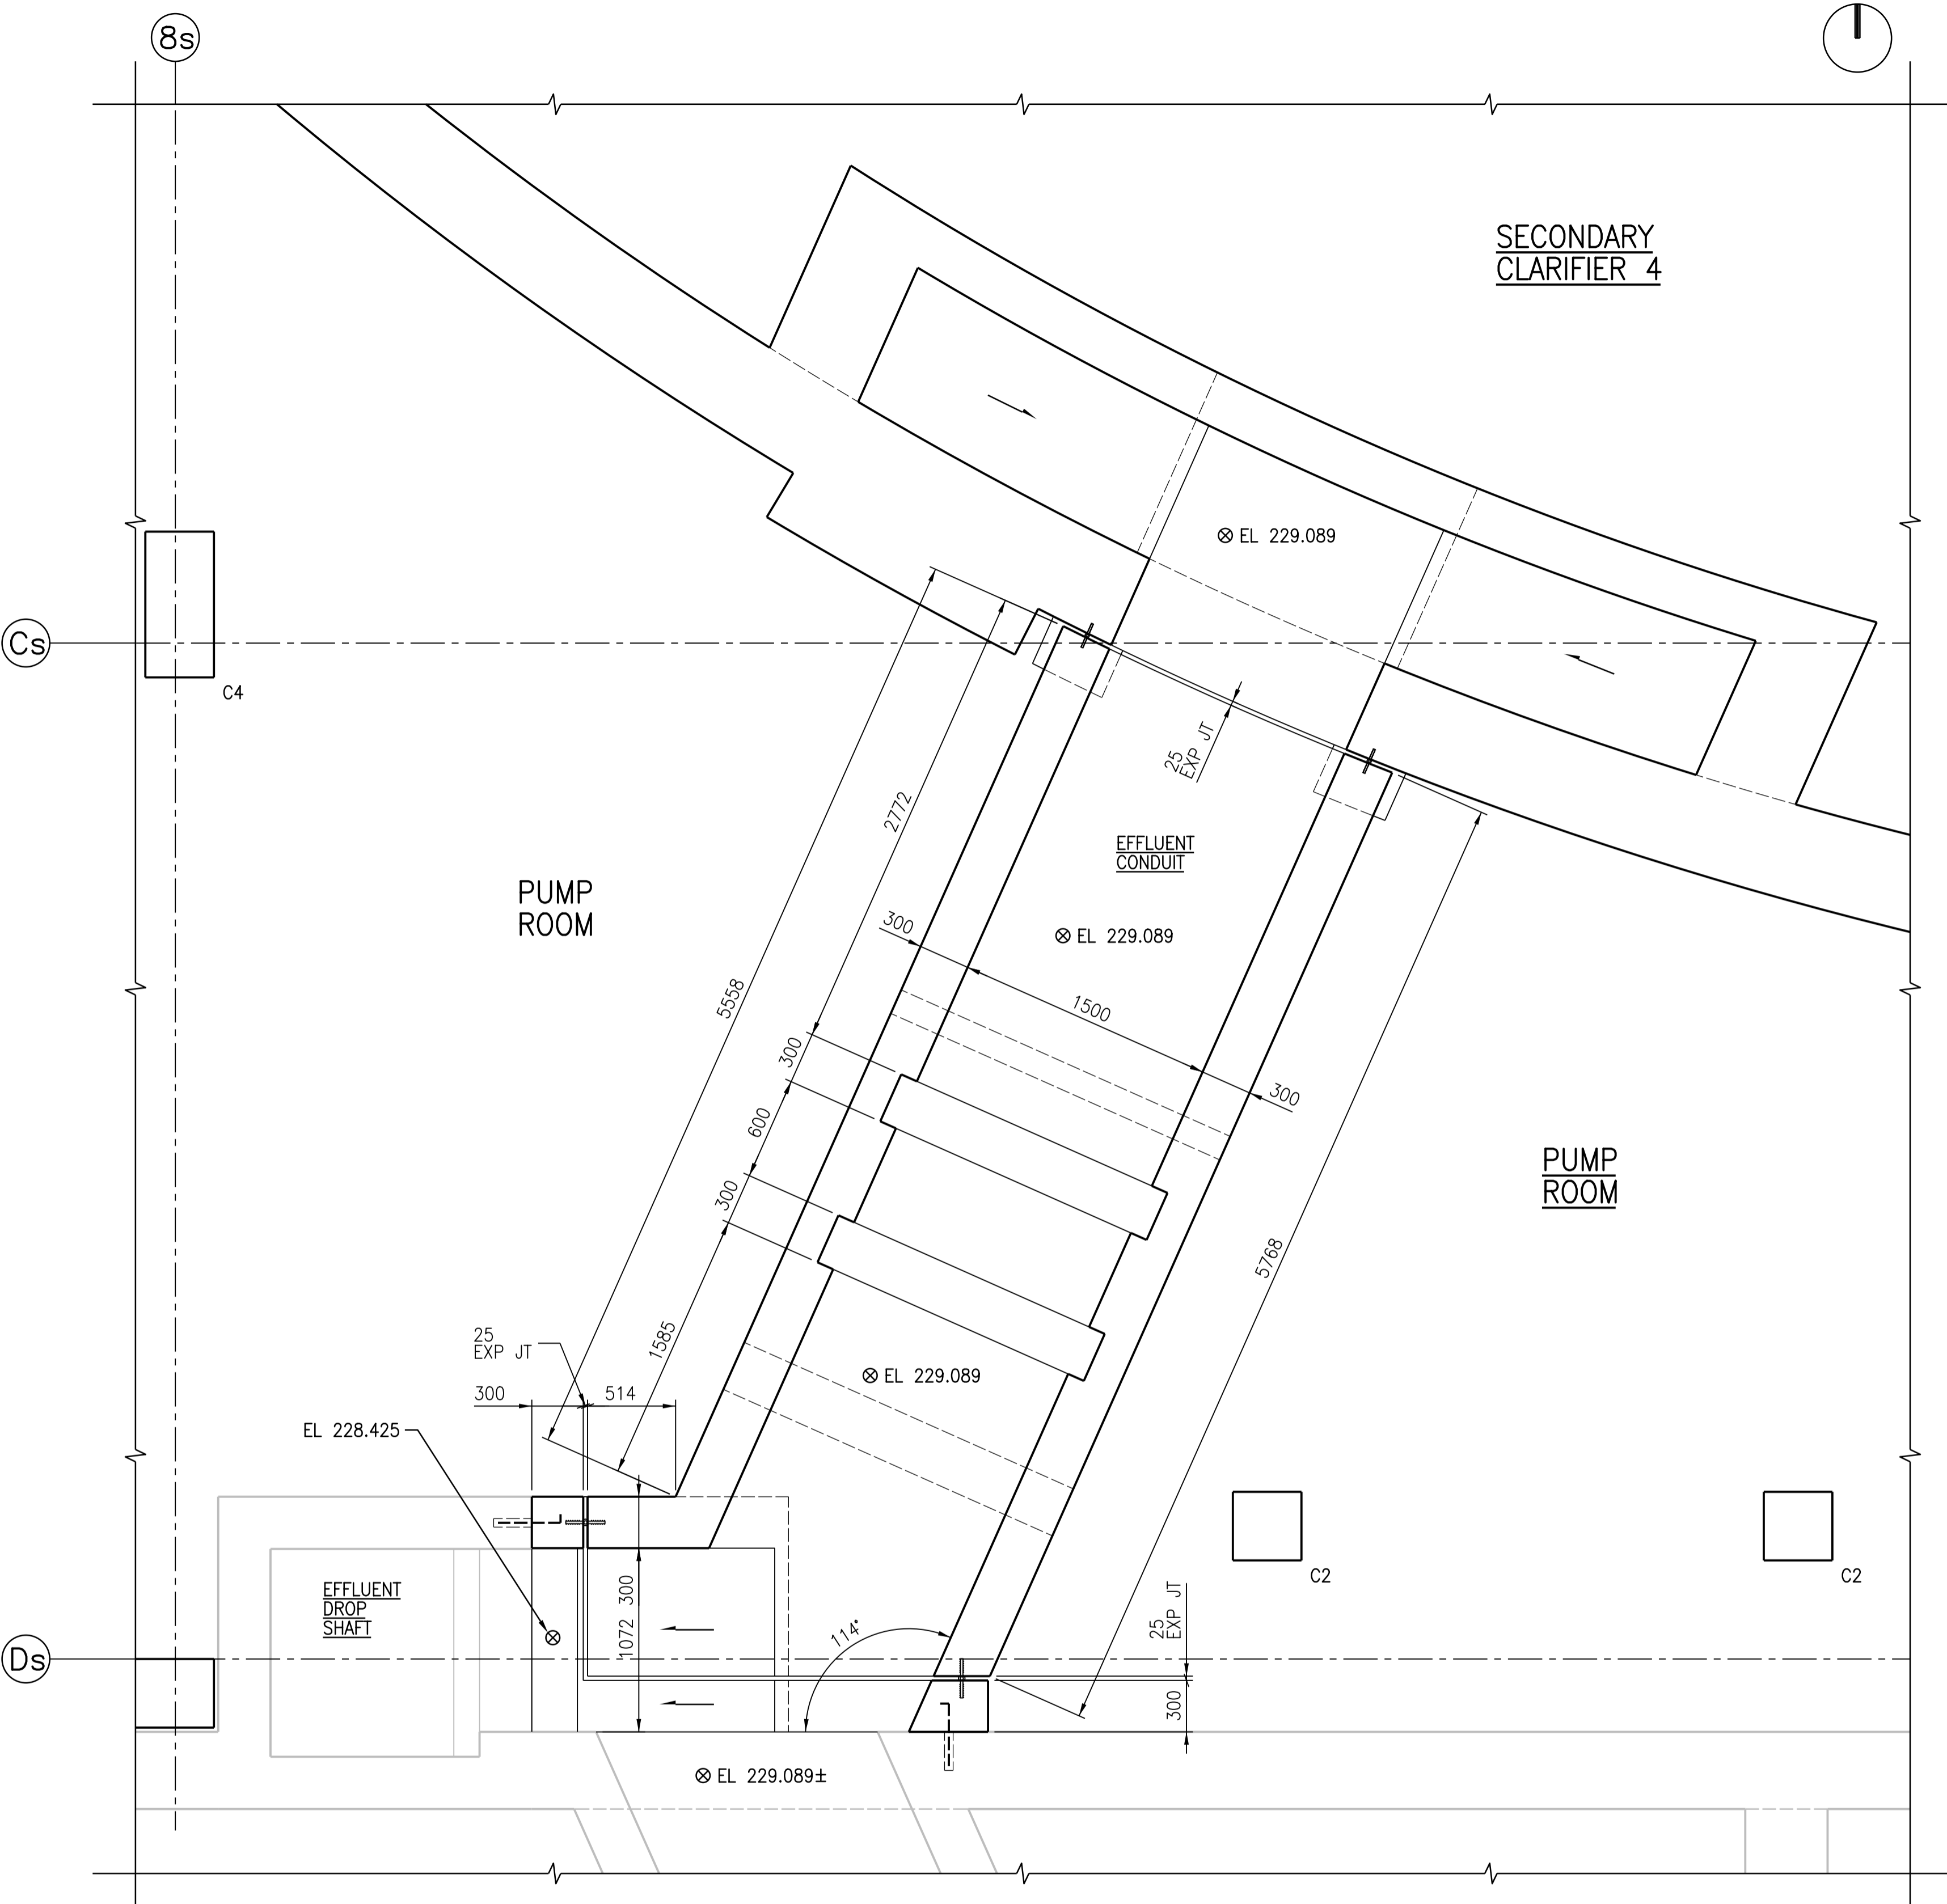 8s
SECONDARY
CLARIFIER 4
EL 229.089
Cs
C4
25
EXP JT
2772
EFFLUENT
CONDUIT
PUMP
ROOM
300
EL 229.089
5558
1500
300
300
600
PUMP
ROOM
300
5768
25
EXP JT
1585
EL 229.089
300
514
EL 228.425
C2
C2
EFFLUENT
DROP
SHAFT
1072
300
114°
25
EXP JT
Ds
300
EL 229.089±